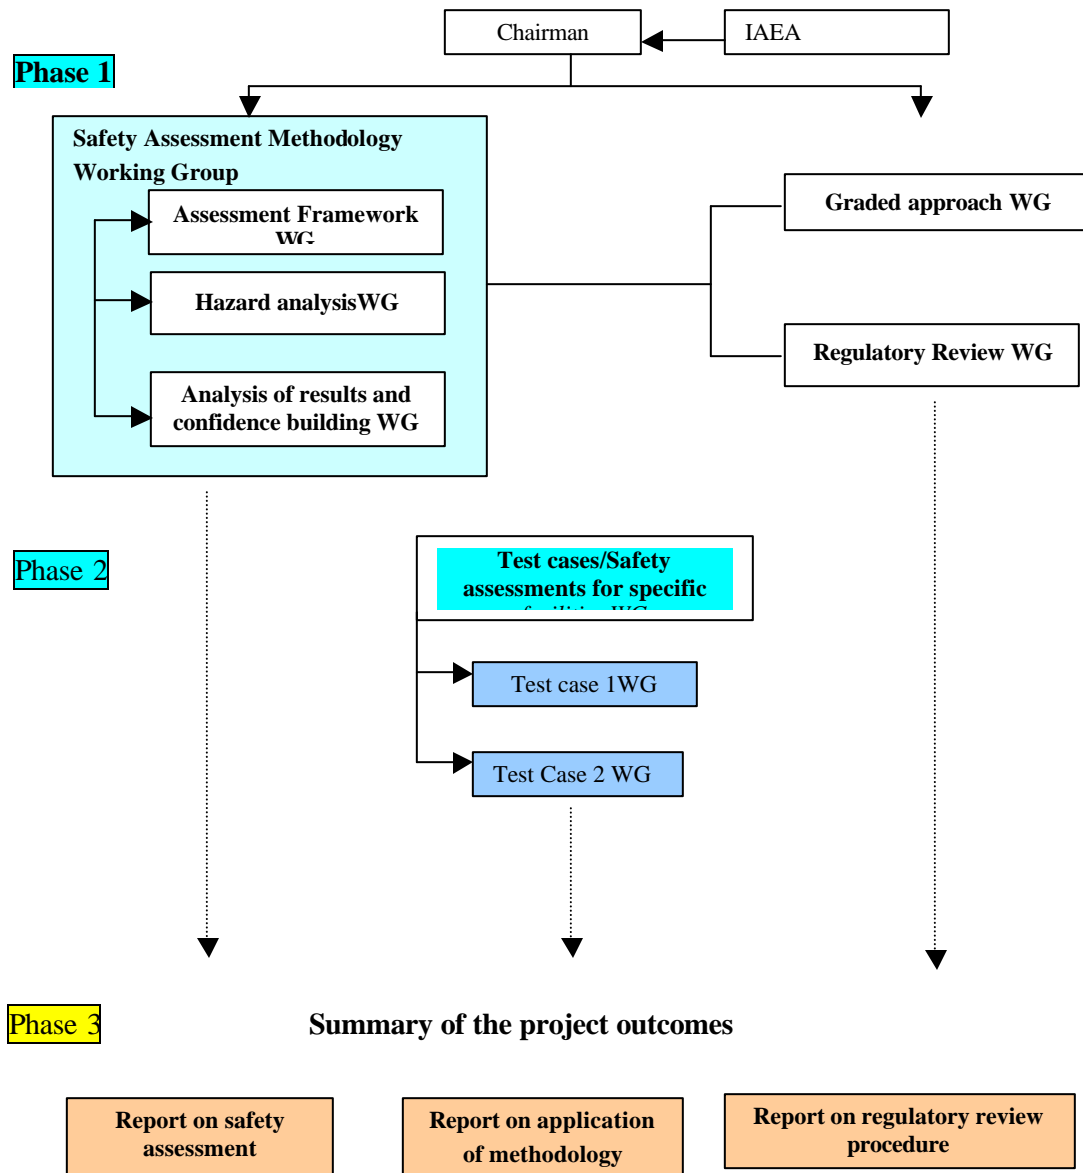 Chairman
IAEA
Phase 1
Safety Assessment Methodology
Working Group
Assessment Framework
WG
Hazard analysisWG
Analysis of results and
confidence building WG
Graded approach WG
Regulatory Review WG
Phase 2
Test cases/Safety
assessments for specific
facilities WG
Test case 1WG
Test Case 2 WG
Phase 3
Summary of the project outcomes
Report on safety
assessment
Report on application
of methodology
Report on regulatory review
procedure